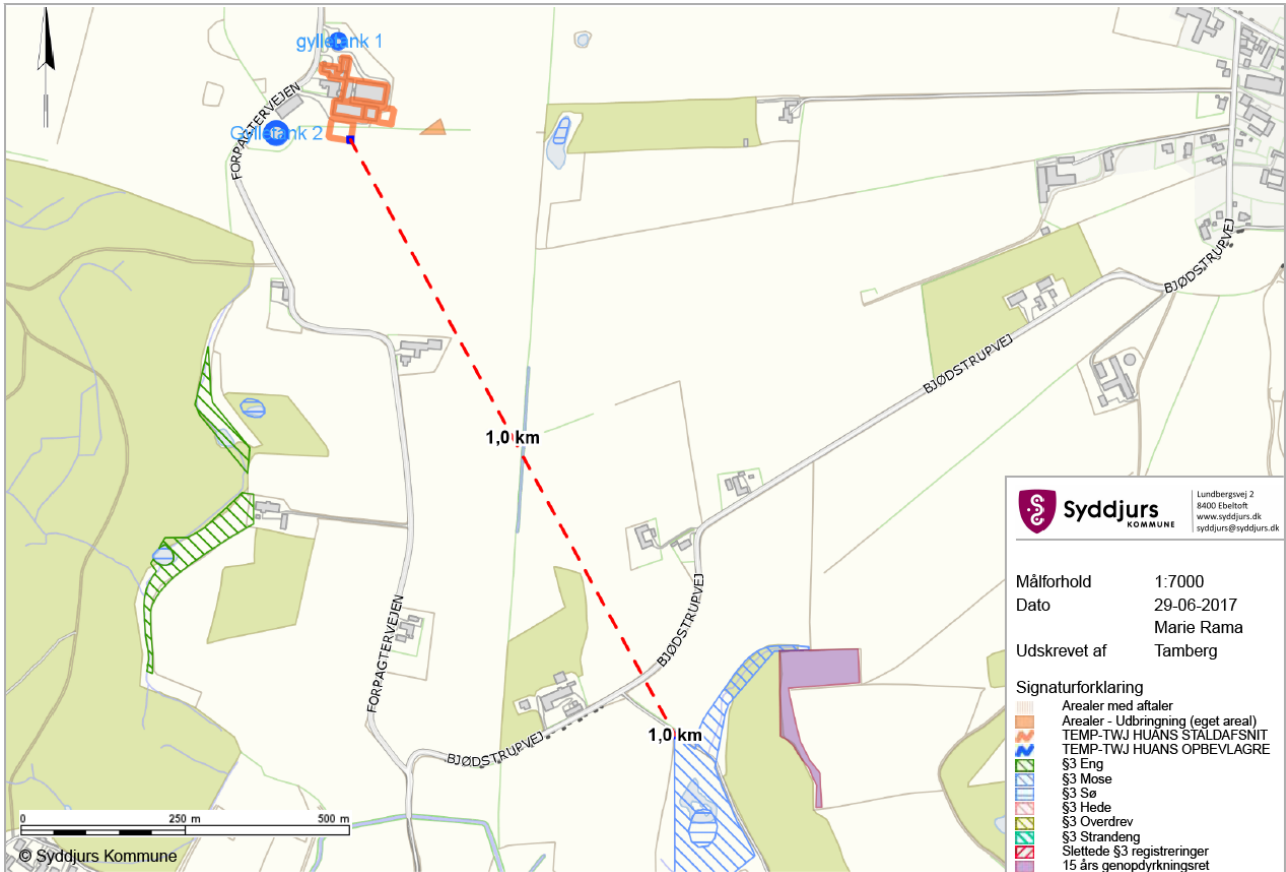 gylletank 1
Gylletank 2
FORPAGTERVEJEN
BJØDSTRUPVEJ
BJØDSTRUPVEJ
1,0 km
BJØDSTRUPVEJ
FORPAGTERVEJEN
1,0 km
BJØDSTRUPVEJ
0 250 m 500 m
© Syddjurs Kommune
Syddjurs
KOMMUNE
Lundbergsvej 2
8400 Ebeltoft
www.syddjurs.dk
syddjurs@syddjurs.dk
Målforhold 1:7000
Dato 29-06-2017
Marie Rama
Udskrevet af Tamberg
Signaturforklaring
Arealer med aftaler
Arealer - Udbringning (eget areal)
TEMP-TWJ HUANS STALDAFSNIT
TEMP-TWJ HUANS OPBEVLAGRE
§3 Eng
§3 Mose
§3 Sø
§3 Hede
§3 Overdrev
§3 Strandeng
Slettede §3 registreringer
15 års genopdyrkningsret